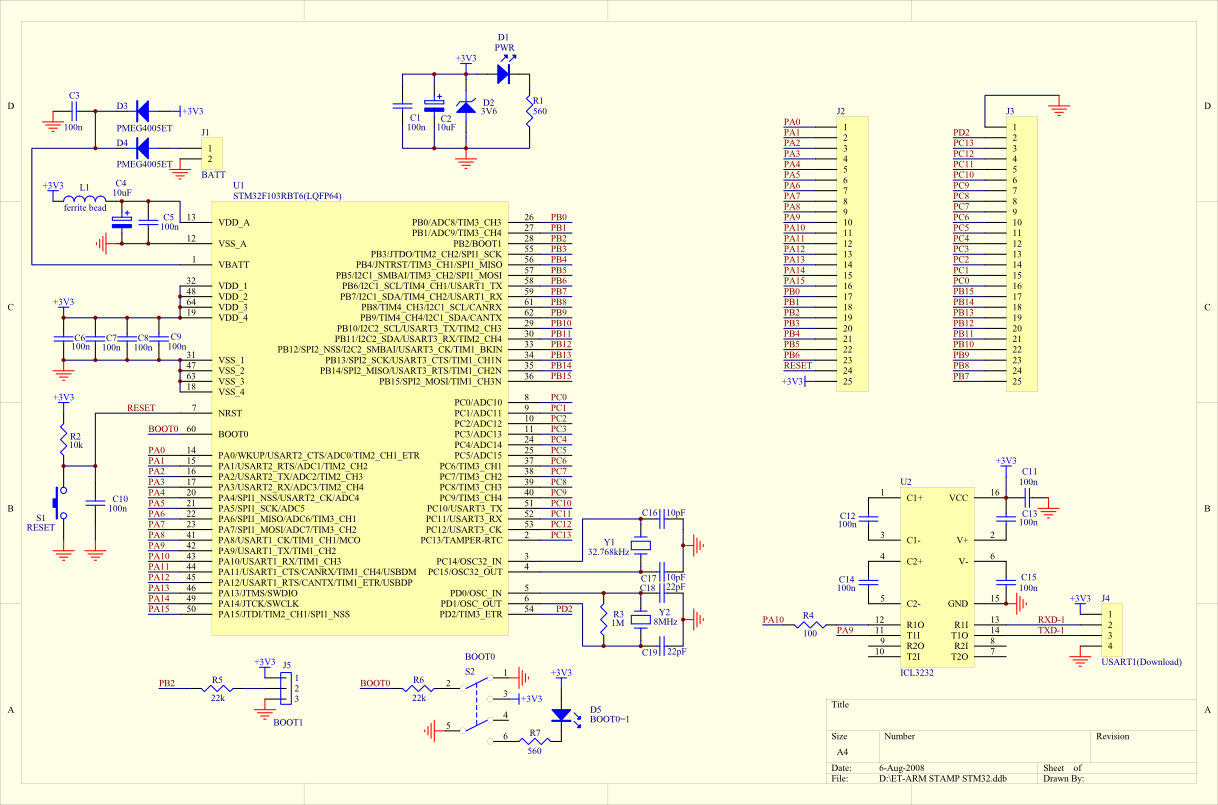 D
C
B
A
D
C
B
A
C3
100n
D3
PMEG4005ET
+3V3
D4
PMEG4005ET
J1
1
2
BATT
+3V3
L1
ferrite bead
C4
10uF
C5
100n
D1
PWR
+3V3
C1
100n
C2
10uF
D2
3V6
R1
560
U1
STM32F103RBT6(LQFP64)
13 VDD_A
12 VSS_A
1 VBATT
32 VDD_1
48 VDD_2
64 VDD_3
19 VDD_4
31 VSS_1
47 VSS_2
63 VSS_3
18 VSS_4
RESET 7 NRST
BOOT0 60 BOOT0
PA0 14 PA0/WKUP/USART2_CTS/ADC0/TIM2_CH1_ETR
PA1 15 PA1/USART2_RTS/ADC1/TIM2_CH2
PA2 16 PA2/USART2_TX/ADC2/TIM2_CH3
PA3 17 PA3/USART2_RX/ADC3/TIM2_CH4
PA4 20 PA4/SPI1_NSS/USART2_CK/ADC4
PA5 21 PA5/SPI1_SCK/ADC5
PA6 22 PA6/SPI1_MISO/ADC6/TIM3_CH1
PA7 23 PA7/SPI1_MOSI/ADC7/TIM3_CH2
PA8 41 PA8/USART1_CK/TIM1_CH1/MCO
PA9 42 PA9/USART1_TX/TIM1_CH2
PA10 43 PA10/USART1_RX/TIM1_CH3
PA11 44 PA11/USART1_CTS/CANRX/TIM1_CH4/USBDM
PA12 45 PA12/USART1_RTS/CANTX/TIM1_ETR/USBDP
PA13 46 PA13/JTMS/SWDIO
PA14 49 PA14/JTCK/SWCLK
PA15 50 PA15/JTDI/TIM2_CH1/SPI1_NSS
PB0/ADC8/TIM3_CH3 26 PB0
PB1/ADC9/TIM3_CH4 27 PB1
PB2/BOOT1 28 PB2
PB3/JTDO/TIM2_CH2/SPI1_SCK 55 PB3
PB4/JNTRST/TIM3_CH1/SPI1_MISO 56 PB4
PB5/I2C1_SMBAI/TIM3_CH2/SPI1_MOSI 57 PB5
PB6/I2C1_SCL/TIM4_CH1/USART1_TX 58 PB6
PB7/I2C1_SDA/TIM4_CH2/USART1_RX 59 PB7
PB8/TIM4_CH3/I2C1_SCL/CANRX 61 PB8
PB9/TIM4_CH4/I2C1_SDA/CANTX 62 PB9
PB10/I2C2_SCL/USART3_TX/TIM2_CH3 29 PB10
PB11/I2C2_SDA/USART3_RX/TIM2_CH4 30 PB11
PB12/SPI2_NSS/I2C2_SMBAI/USART3_CK/TIM1_BKIN 33 PB12
PB13/SPI2_SCK/USART3_CTS/TIM1_CH1N 34 PB13
PB14/SPI2_MISO/USART3_RTS/TIM1_CH2N 35 PB14
PB15/SPI2_MOSI/TIM1_CH3N 36 PB15
PC0/ADC10 8 PC0
PC1/ADC11 9 PC1
PC2/ADC12 10 PC2
PC3/ADC13 11 PC3
PC4/ADC14 24 PC4
PC5/ADC15 25 PC5
PC6/TIM3_CH1 37 PC6
PC7/TIM3_CH2 38 PC7
PC8/TIM3_CH3 39 PC8
PC9/TIM3_CH4 40 PC9
PC10/USART3_TX 51 PC10
PC11/USART3_RX 52 PC11
PC12/USART3_CK 53 PC12
PC13/TAMPER-RTC 2 PC13
PC14/OSC32_IN 3
PC15/OSC32_OUT 4
PD0/OSC_IN 5
PD1/OSC_OUT 6
PD2/TIM3_ETR 54 PD2
+3V3
C6
100n
C7
100n
C8
100n
C9
100n
+3V3
R2
10k
S1
RESET
C10
100n
C16 10pF
Y1
32.768kHz
C17 10pF
C18 22pF
R3
1M
Y2
8MHz
C19 22pF
J2
PA0 1
PA1 2
PA2 3
PA3 4
PA4 5
PA5 6
PA6 7
PA7 8
PA8 9
PA9 10
PA10 11
PA11 12
PA12 13
PA13 14
PA14 15
PA15 16
PB0 17
PB1 18
PB2 19
PB3 20
PB4 21
PB5 22
PB6 23
RESET 24
+3V3 25
J3
1
PD2 2
PC13 3
PC12 4
PC11 5
PC10 6
PC9 7
PC8 8
PC7 9
PC6 10
PC5 11
PC4 12
PC3 13
PC2 14
PC1 15
PC0 16
PB15 17
PB14 18
PB13 19
PB12 20
PB11 21
PB10 22
PB9 23
PB8 24
PB7 25
U2
1 C1+
3 C1-
4 C2+
5 C2-
12 R1O
11 T1I
9 R2O
10 T2I
VCC 16
V+ 2
V- 6
GND 15
R1I 13
T1O 14
R2I 8
T2O 7
ICL3232
C12
100n
C14
100n
+3V3
C11
100n
C13
100n
C15
100n
PA10
R4
100
PA9
RXD-1
TXD-1
+3V3
J4
1
2
3
4
USART1(Download)
PB2
R5
22k
+3V3
J5
1
2
3
BOOT1
BOOT0
R6
22k
BOOT0
S2
2
1
3
+3V3
5
4
6
R7
560
+3V3
D5
BOOT0-1
Title
Size Number Revision
A4
Date: 6-Aug-2008 Sheet of
File: D:\ET-ARM STAMP STM32.ddb Drawn By: